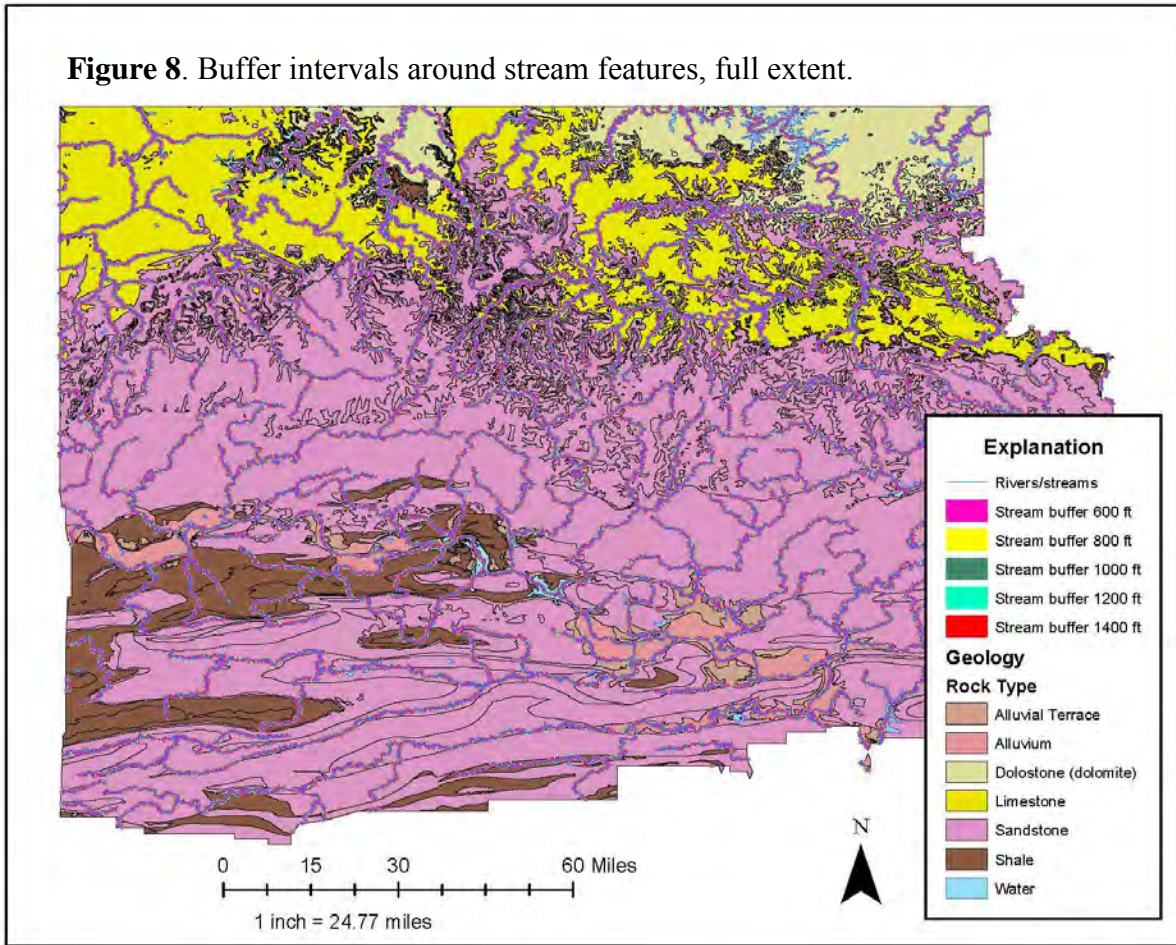 Figure 8. Buffer intervals around stream features, full extent.
Explanation
Rivers/streams
Stream buffer 600 ft
Stream buffer 800 ft
Stream buffer 1000 ft
Stream buffer 1200 ft
Stream buffer 1400 ft
Geology
Rock Type
Alluvial Terrace
Alluvium
Dolostone (dolomite)
Limestone
Sandstone
Shale
Water
N
0 15 30 60 Miles
1 inch = 24.77 miles